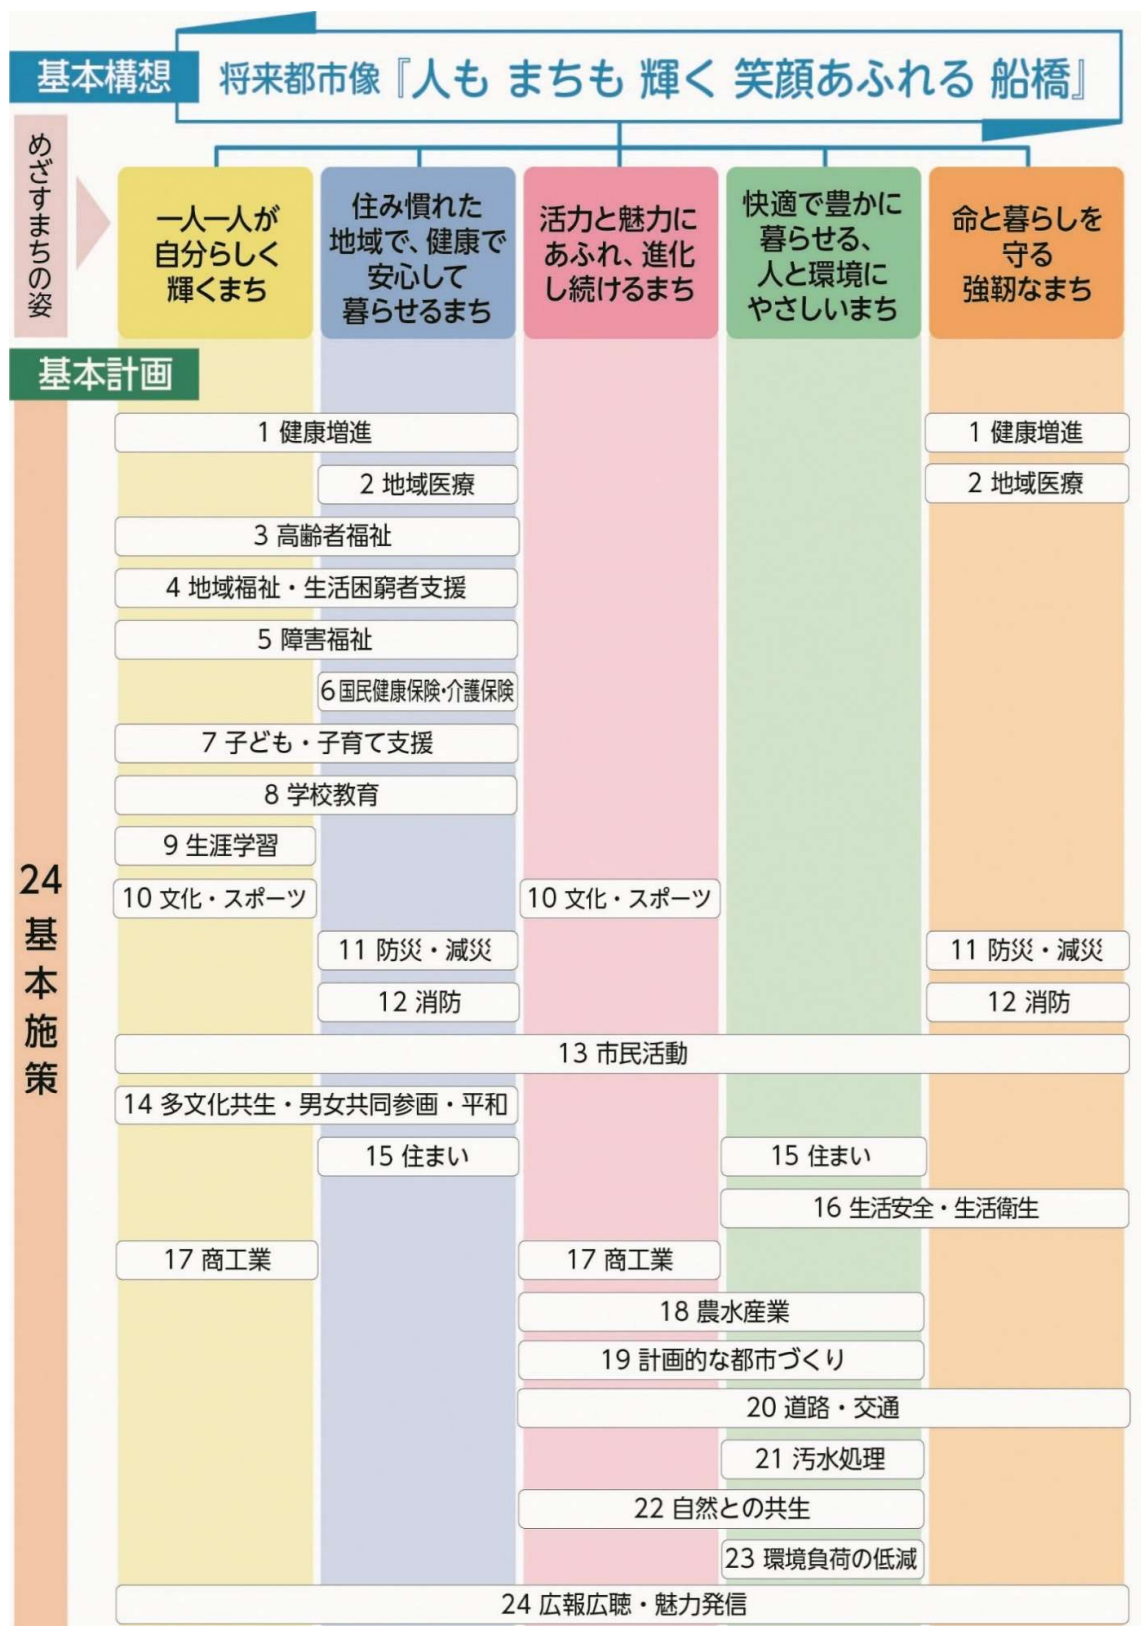 基本構想
将来都市像『人も まちも 輝く 笑顔あふれる 船橋』
めざすまちの姿
一人一人が
自分らしく
輝くまち
住み慣れた
地域で、健康で
安心して
暮らせるまち
活力と魅力に
あふれ、進化
し続けるまち
快適で豊かに
暮らせる、
人と環境に
やさしいまち
命と暮らしを
守る
強靭なまち
基本計画
24基本施策
1 健康増進
1 健康増進
2 地域医療
2 地域医療
3 高齢者福祉
4 地域福祉・生活困窮者支援
5 障害福祉
6 国民健康保険・介護保険
7 子ども・子育て支援
8 学校教育
9 生涯学習
10 文化・スポーツ
10 文化・スポーツ
11 防災・減災
11 防災・減災
12 消防
12 消防
13 市民活動
14 多文化共生・男女共同参画・平和
15 住まい
15 住まい
16 生活安全・生活衛生
17 商工業
17 商工業
18 農水産業
19 計画的な都市づくり
20 道路・交通
21 汚水処理
22 自然との共生
23 環境負荷の低減
24 広報広聴・魅力発信